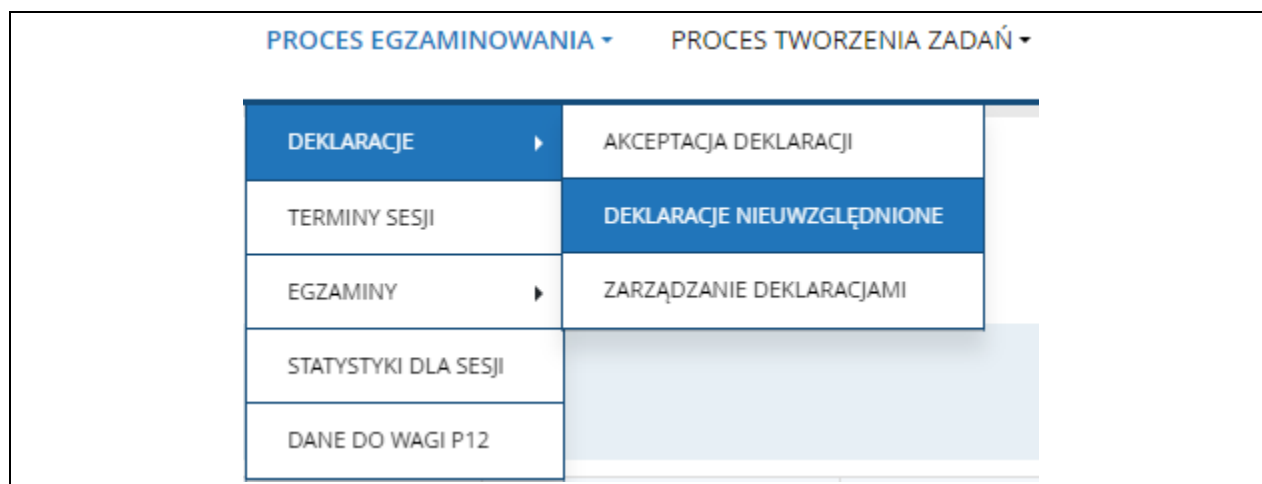 PROCES EGZAMINOWANIA PROCES TWORZENIA ZADAŃ
DEKLARACJE
AKCEPTACJA DEKLARACJI
TERMINY SESJI
DEKLARACJE NIEUWZGLĘDNIONE
EGZAMINY
ZARZĄDZANIE DEKLARACJAMI
STATYSTYKI DLA SESJI
DANE DO WAGI P12